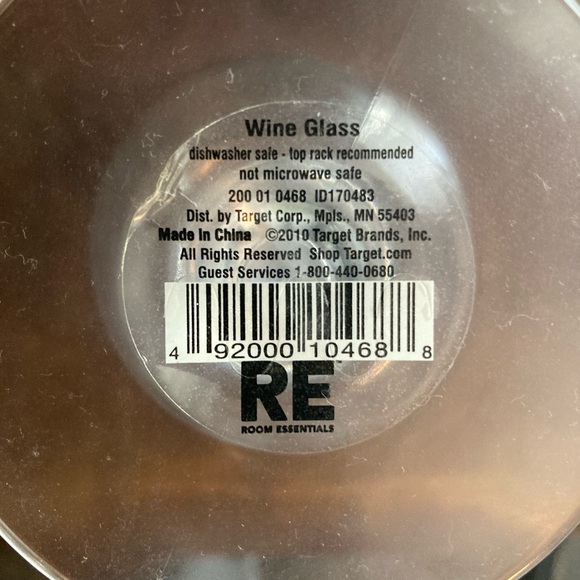 Wine Glass
dishwasher safe - top rack recommended
not microwave safe
200 01 0468 ID170483
Dist. by Target Corp., Mpls., MN 55403
Made in China ©2010 Target Brands, Inc.
All Rights Reserved Shop Target.com
Guest Services 1-800-440-0680
4 92000 10468 8
RE™
ROOM ESSENTIALS